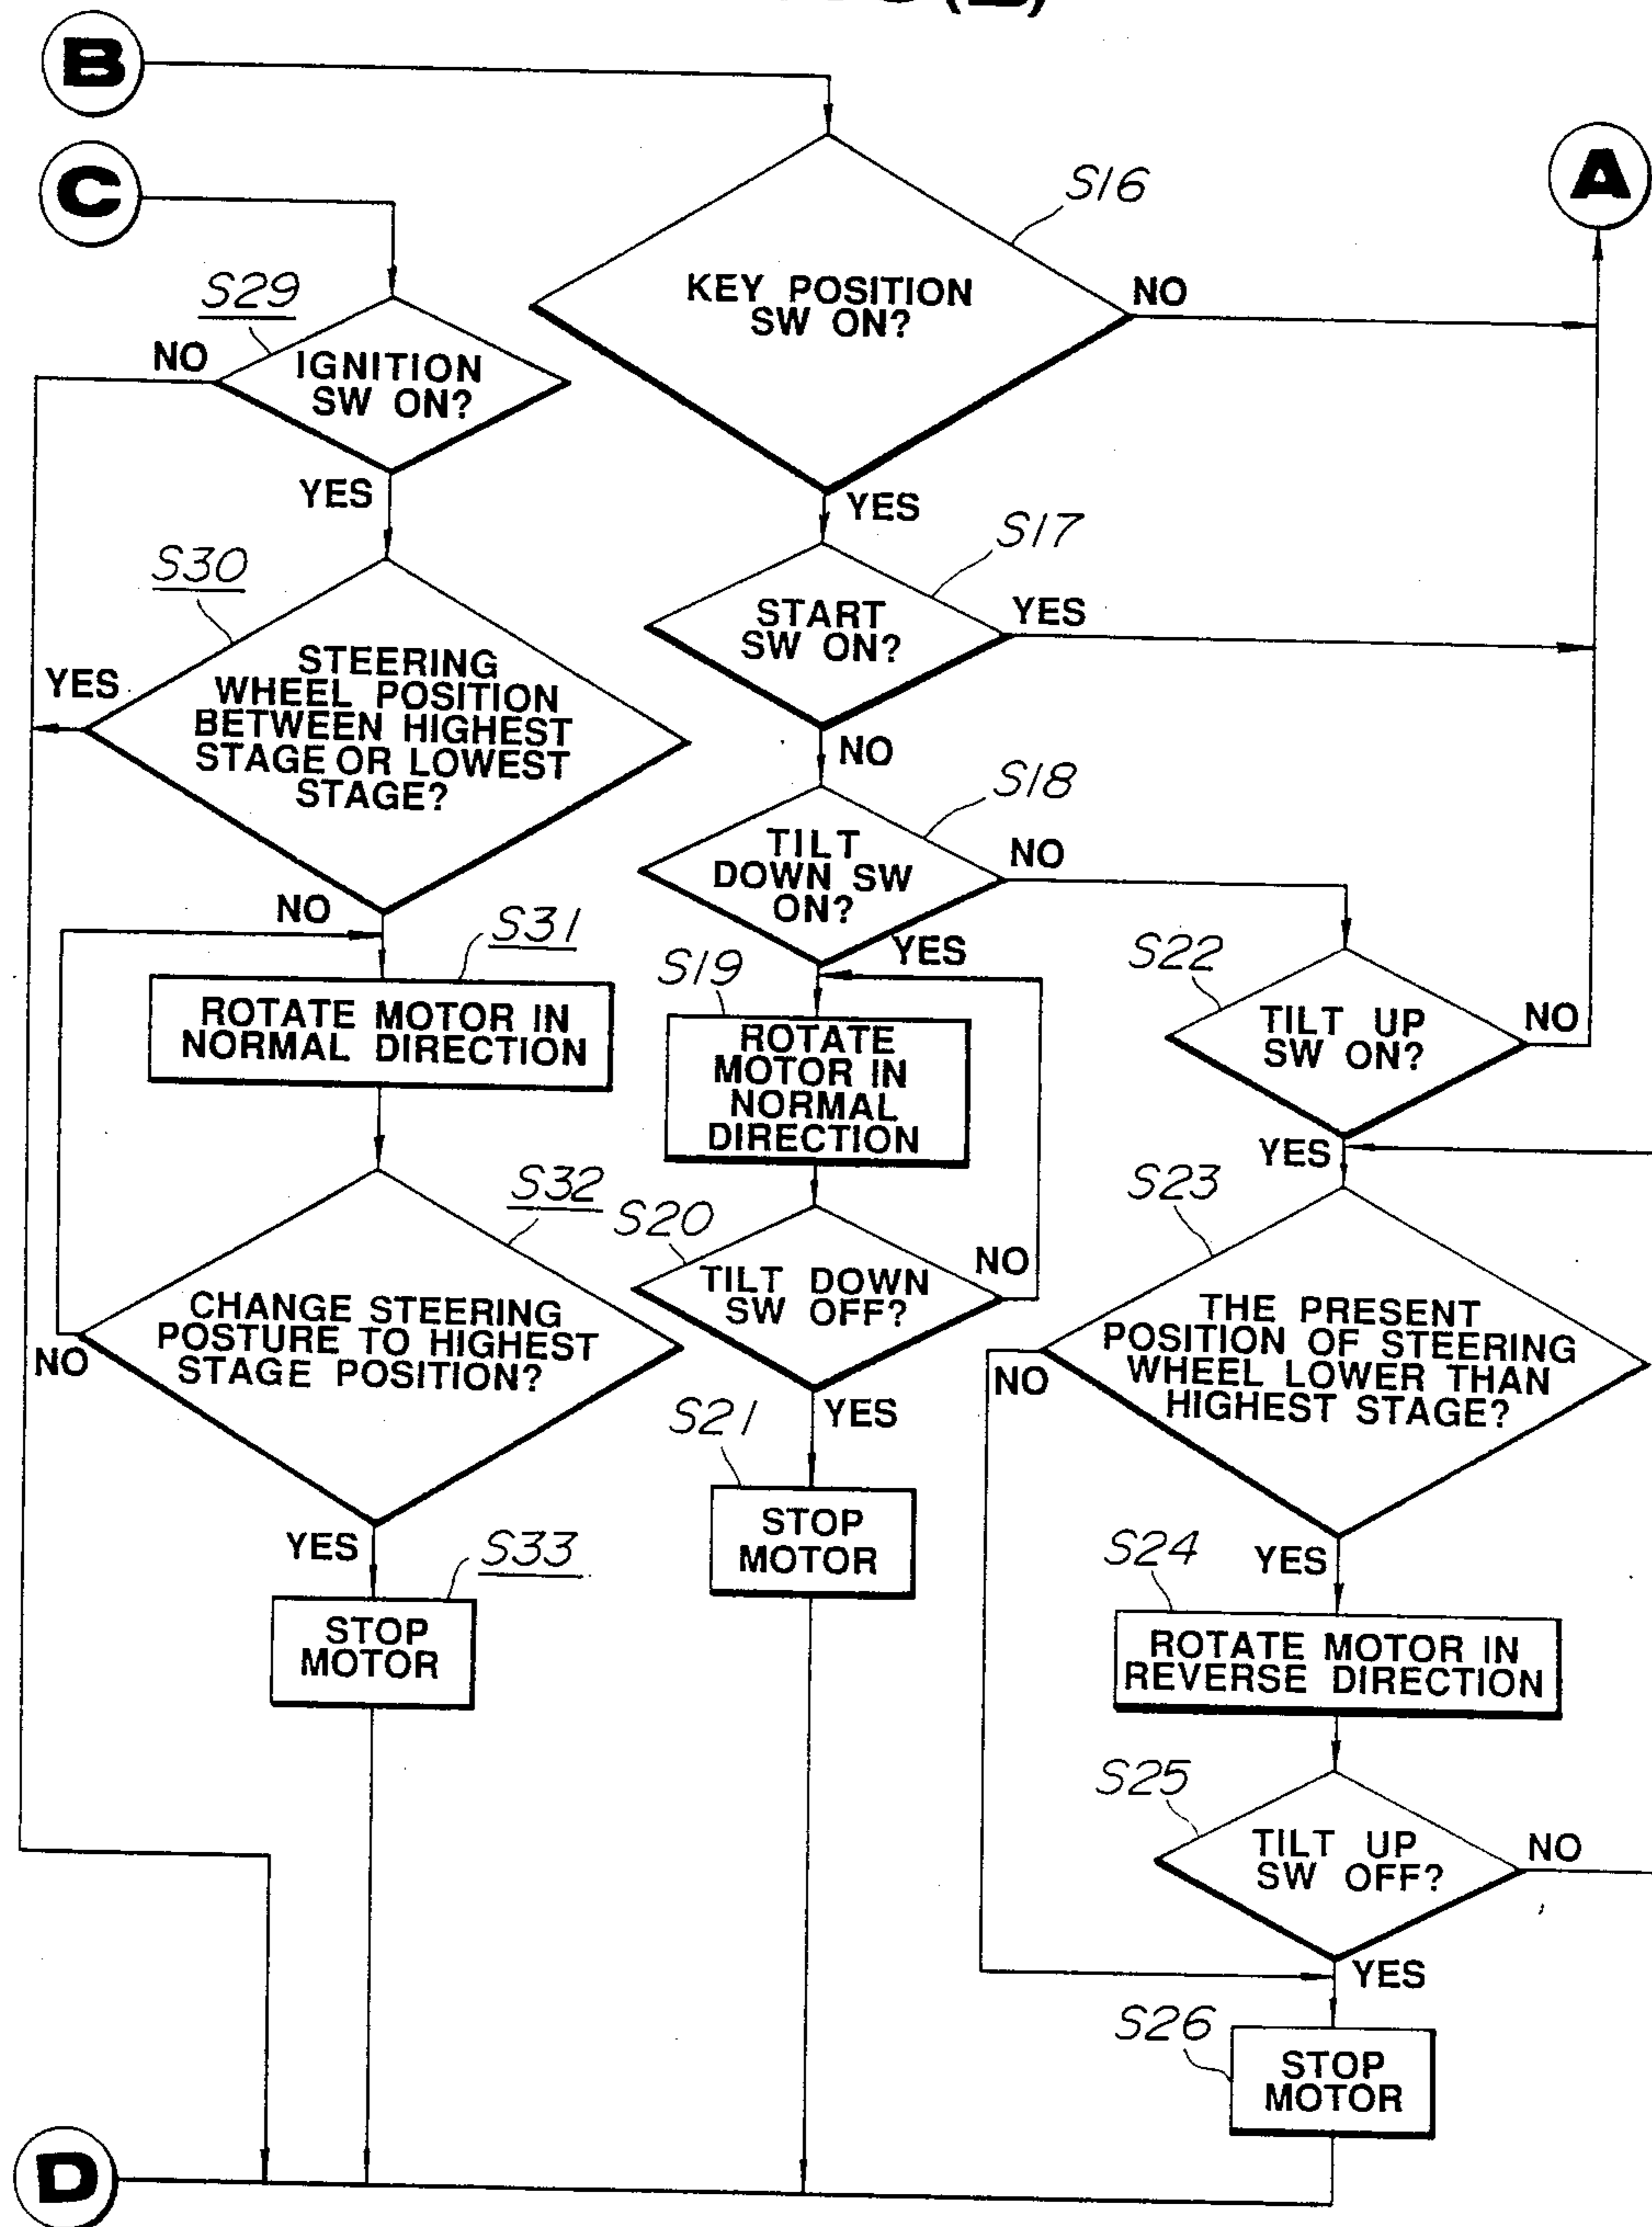 B
C
A
S16
KEY POSITION
SW ON?
NO
YES
S29
IGNITION
SW ON?
NO
YES
S17
START
SW ON?
YES
NO
S30
STEERING
WHEEL POSITION
BETWEEN HIGHEST
STAGE OR LOWEST
STAGE?
YES
NO
S18
TILT
DOWN SW
ON?
NO
YES
S31
ROTATE MOTOR IN
NORMAL DIRECTION
S19
ROTATE
MOTOR IN
NORMAL
DIRECTION
S22
TILT UP
SW ON?
NO
YES
S32
CHANGE STEERING
POSTURE TO HIGHEST
STAGE POSITION?
NO
YES
S20
TILT DOWN
SW OFF?
NO
YES
S23
THE PRESENT
POSITION OF STEERING
WHEEL LOWER THAN
HIGHEST STAGE?
NO
YES
S33
STOP
MOTOR
S21
STOP
MOTOR
S24
ROTATE MOTOR IN
REVERSE DIRECTION
S25
TILT UP
SW OFF?
NO
YES
S26
STOP
MOTOR
D